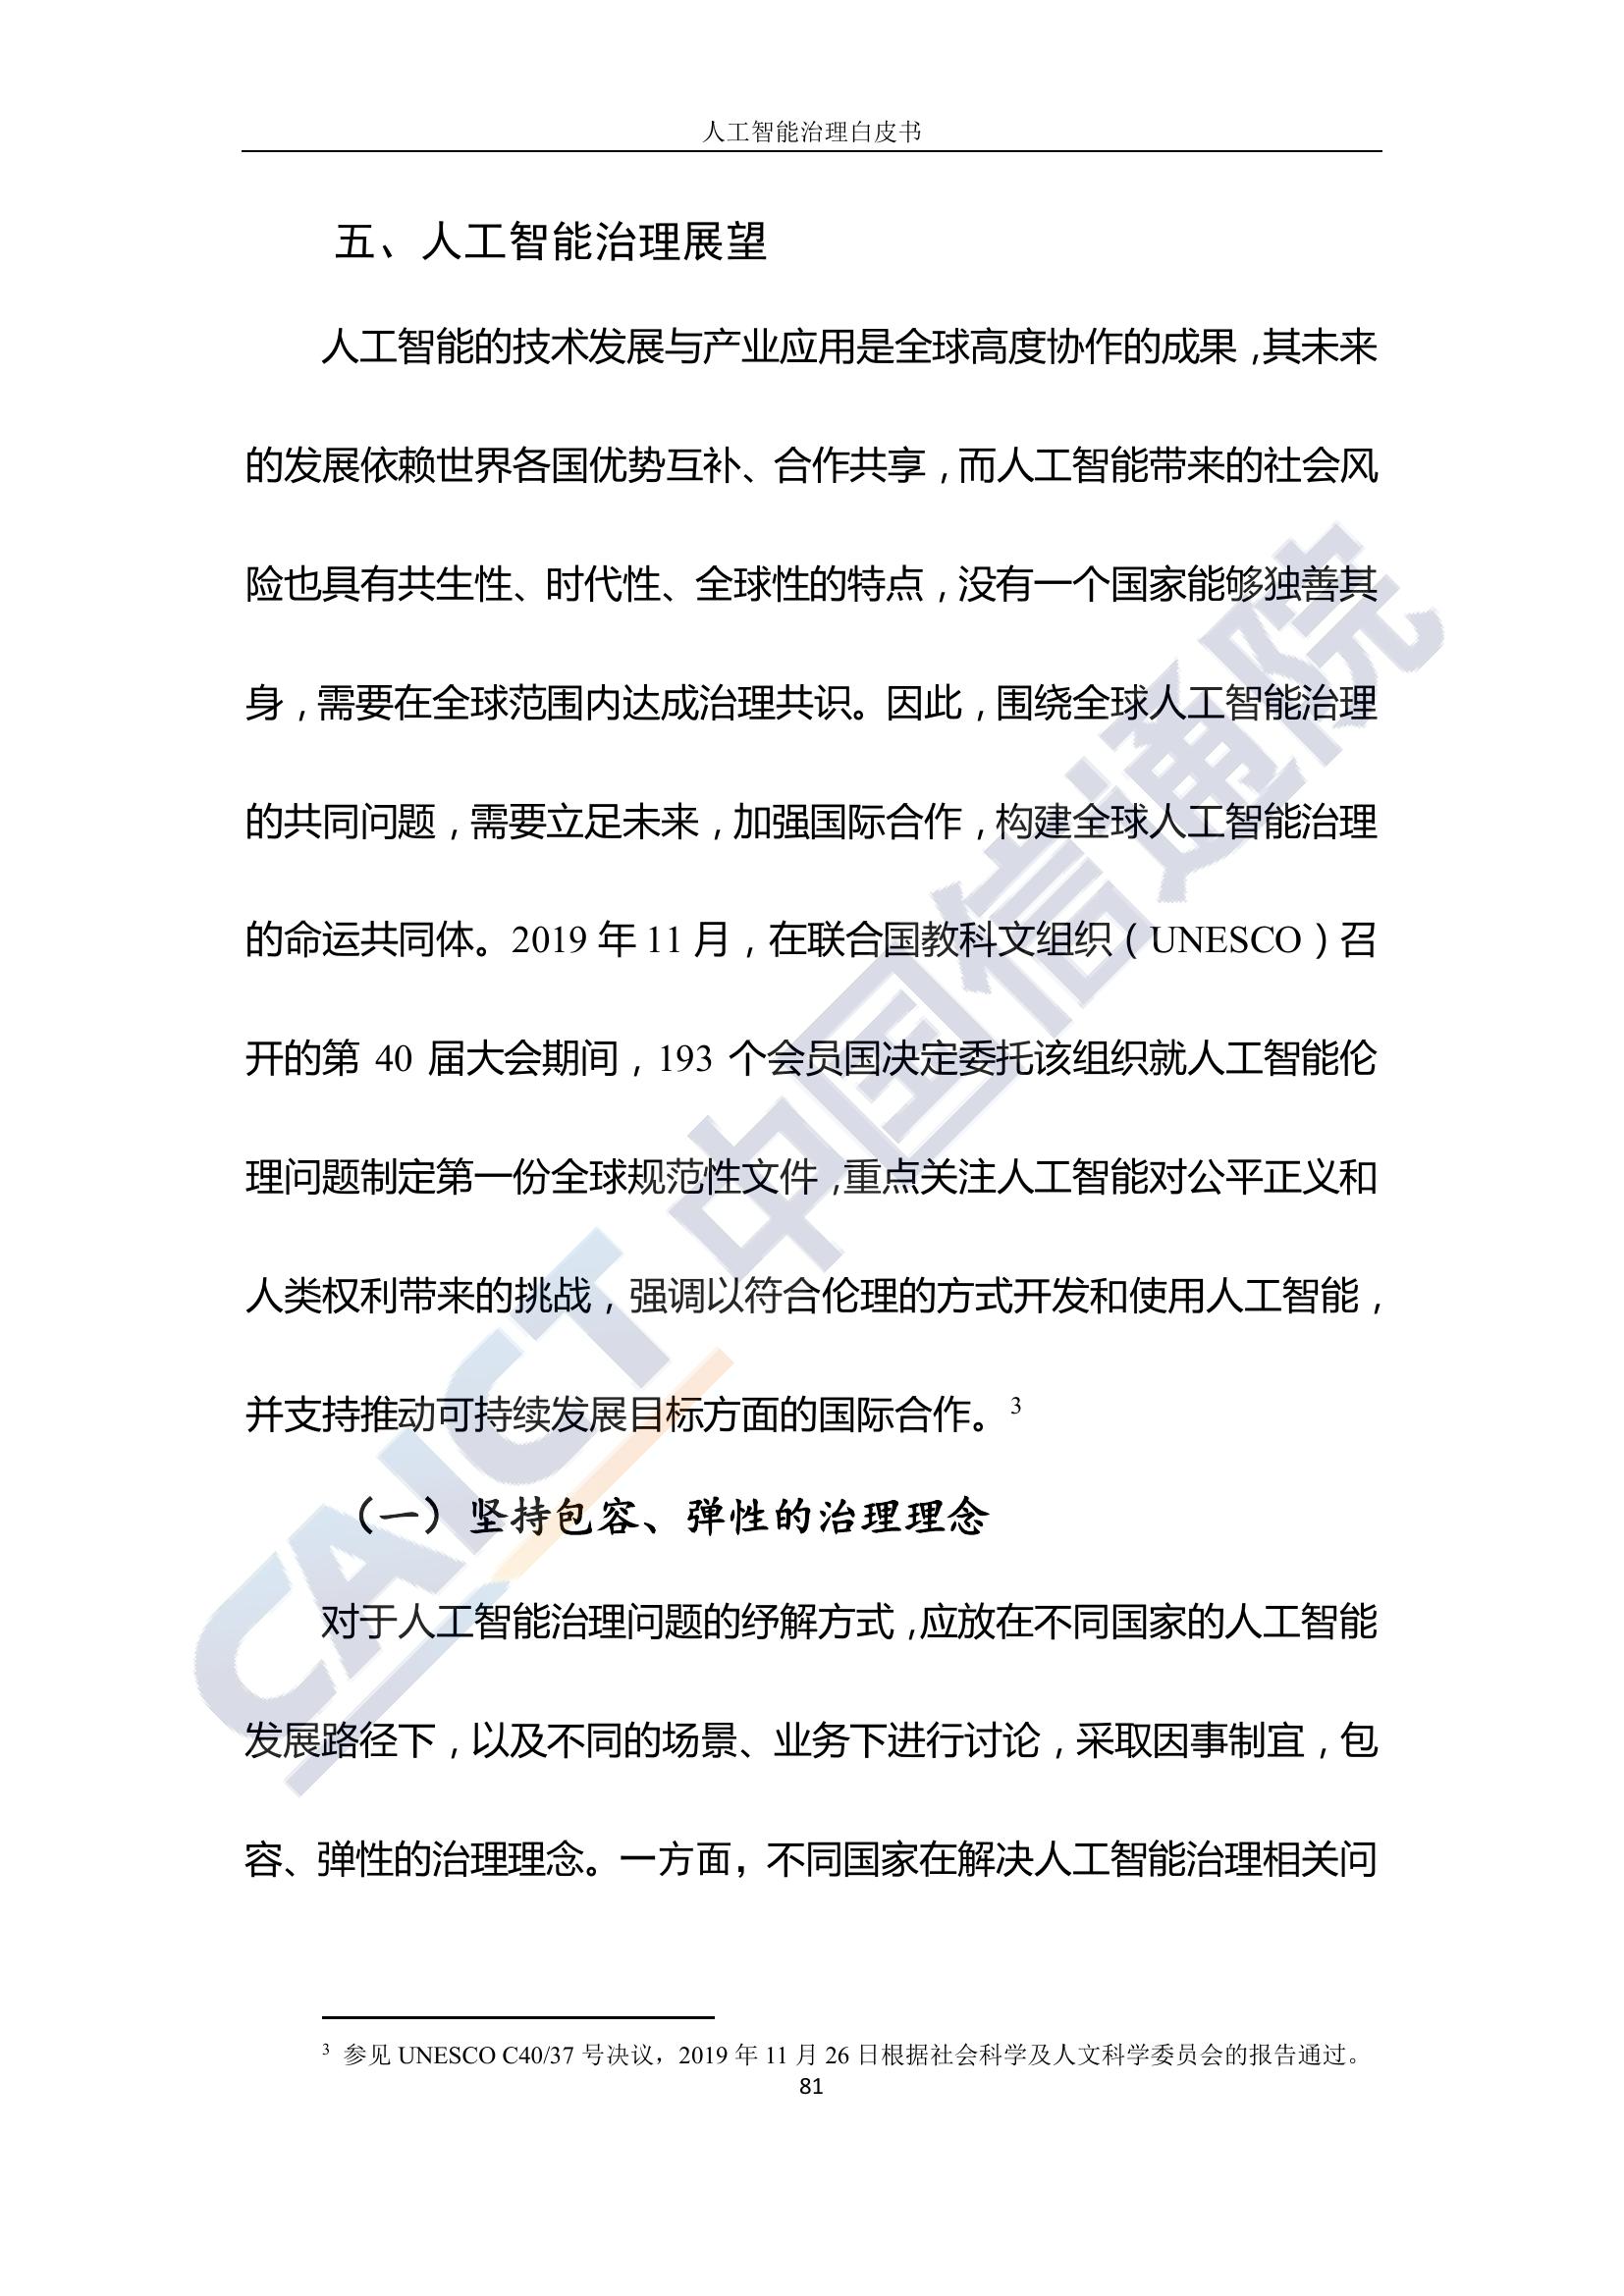 人工智能治理白皮书
五、人工智能治理展望
人工智能的技术发展与产业应用是全球高度协作的成果，其未来
的发展依赖世界各国优势互补、合作共享，而人工智能带来的社会风
险也具有共生性、时代性、全球性的特点，没有一个国家能够独善其
身，需要在全球范围内达成治理共识。因此，围绕全球人工智能治理
的共同问题，需要立足未来，加强国际合作，构建全球人工智能治理
的命运共同体。2019 年 11 月，在联合国教科文组织（UNESCO）召
开的第 40 届大会期间，193 个会员国决定委托该组织就人工智能伦
理问题制定第一份全球规范性文件，重点关注人工智能对公平正义和
人类权利带来的挑战，强调以符合伦理的方式开发和使用人工智能，
并支持推动可持续发展目标方面的国际合作。3
（一）坚持包容、弹性的治理理念
对于人工智能治理问题的纾解方式，应放在不同国家的人工智能
发展路径下，以及不同的场景、业务下进行讨论，采取因事制宜，包
容、弹性的治理理念。一方面，不同国家在解决人工智能治理相关问
3 参见 UNESCO C40/37 号决议，2019 年 11 月 26 日根据社会科学及人文科学委员会的报告通过。
81
CAICT 中国信通院